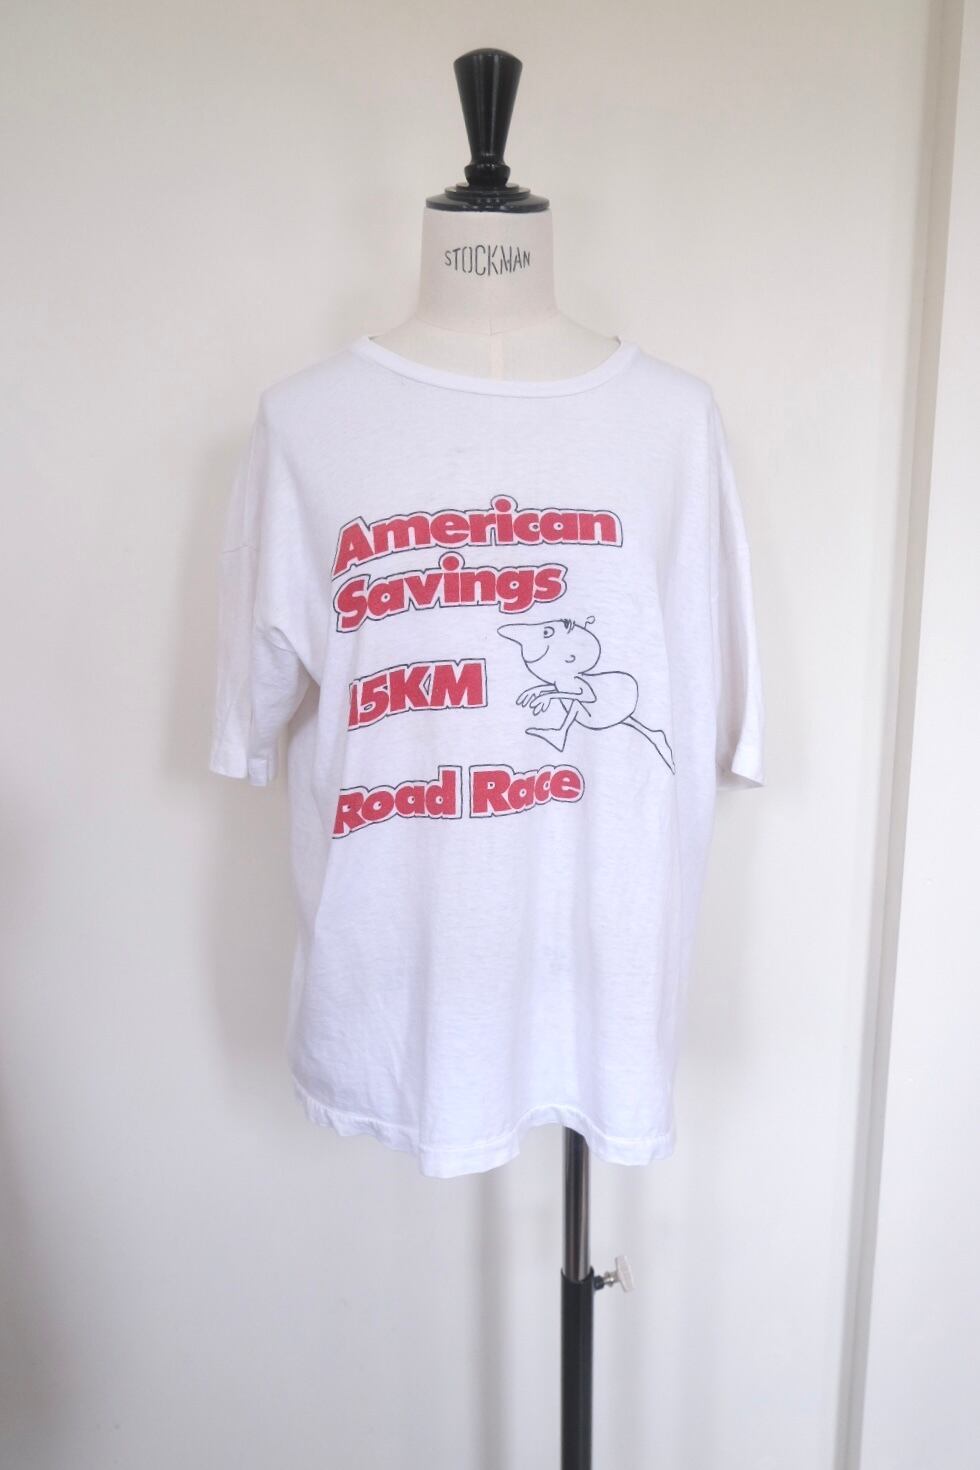 STOCKMAN
American
Savings
15KM
Road Race